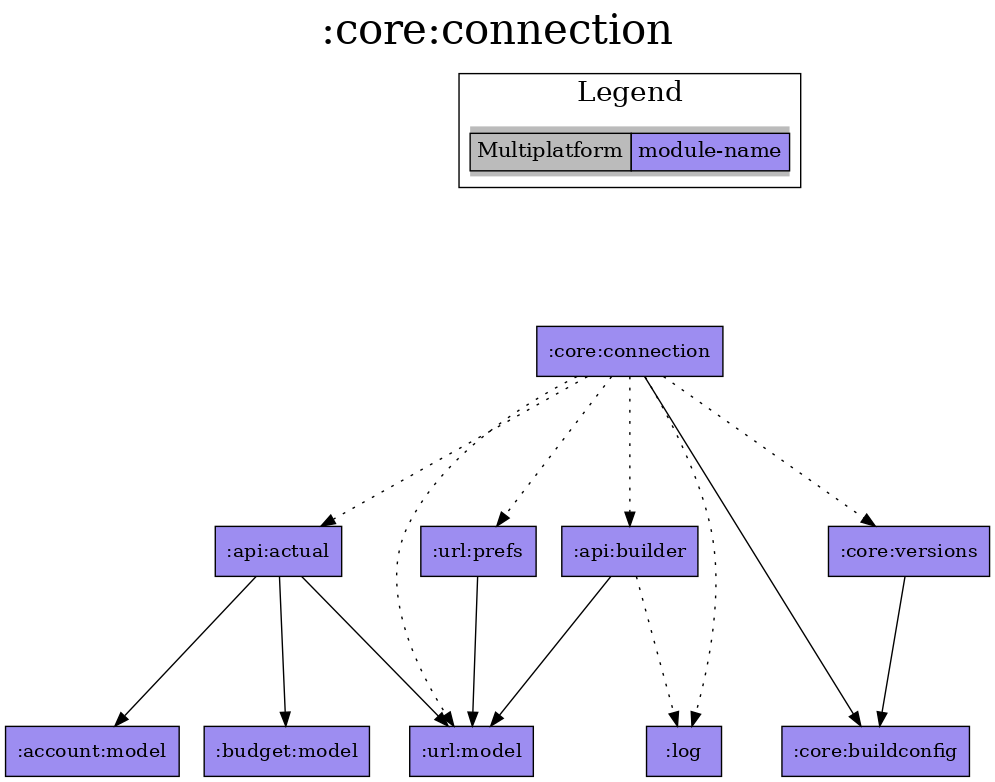 :core:connection
Legend
Multiplatform module-name
:core:connection
:api:actual :url:prefs :api:builder :core:versions
:account:model :budget:model :url:model :log :core:buildconfig